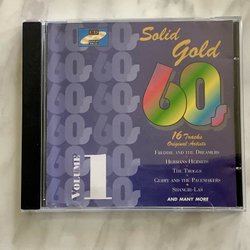 Solid
Gold
60s
16 Tracks
Original Artists
FREDDIE AND THE DREAMERS
HERMANS HERMITS
THE TROGGS
GERRY AND THE PACEMAKERS
SHANGRI-LAS
AND MANY MORE
VOLUME 1